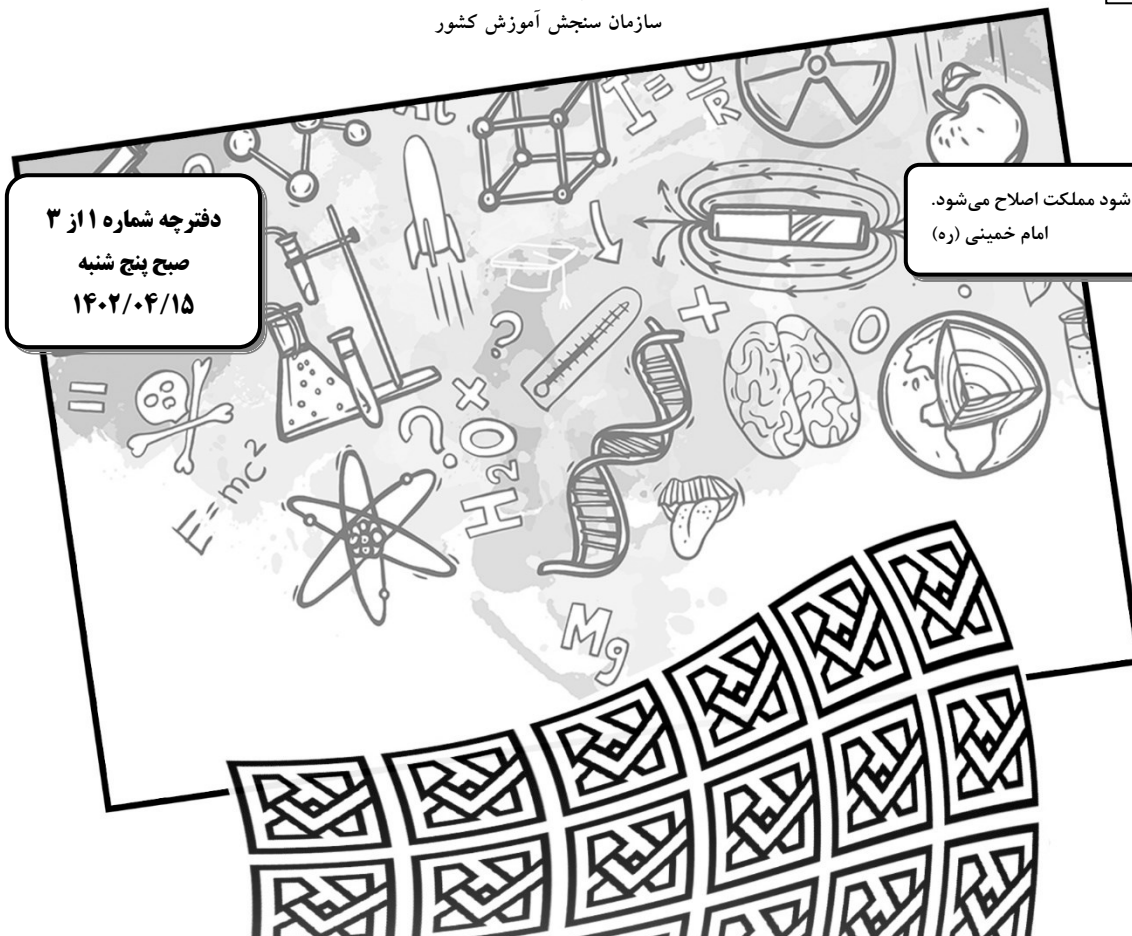 سازمان سنجش آموزش کشور
شود مملکت اصلاح می‌شود.
امام خمینی (ره)
دفترچه شماره ۱ از ۳
صبح پنج شنبه
۱۴۰۲/۰۴/۱۵
R
H₂O
E=mc²
Mg